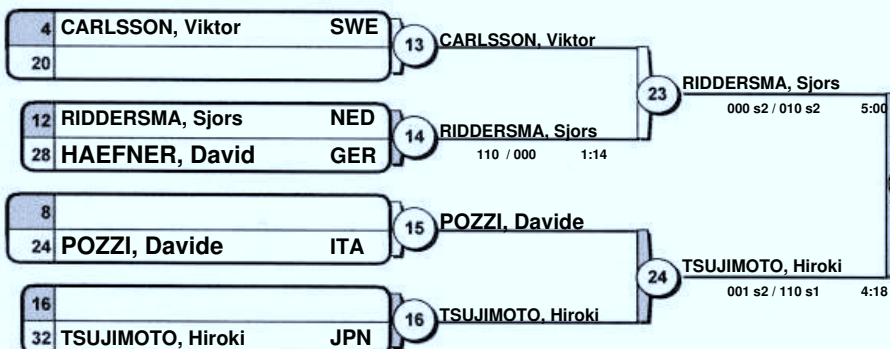 4 CARLSSON, Viktor SWE
20
13 CARLSSON, Viktor
12 RIDDERSMA, Sjors NED
28 HAEFNER, David GER
14 RIDDERSMA, Sjors
110 / 000 1:14
23 RIDDERSMA, Sjors
000 s2 / 010 s2 5:00
8
24 POZZI, Davide ITA
15 POZZI, Davide
16
32 TSUJIMOTO, Hiroki JPN
16 TSUJIMOTO, Hiroki
24 TSUJIMOTO, Hiroki
001 s2 / 110 s1 4:18